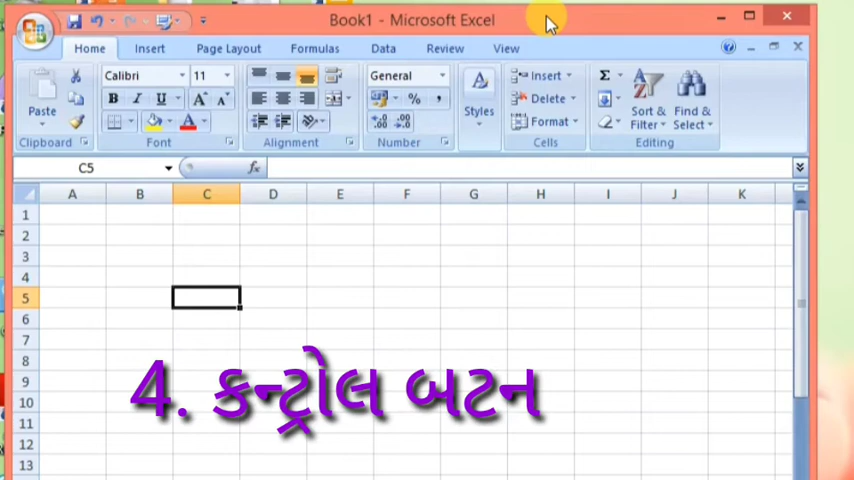 Book1 - Microsoft Excel
Home Insert Page Layout Formulas Data Review View
Calibri 11 General Insert Σ
Paste B I U A A % , Styles Delete Sort & Filter Find & Select
A Format
Clipboard Font Alignment Number Cells Editing
C5 fx
A B C D E F G H I J K
1
2
3
4
5
6
7
8
9
10
11
12
13
4. કન્ટ્રોલ બટન